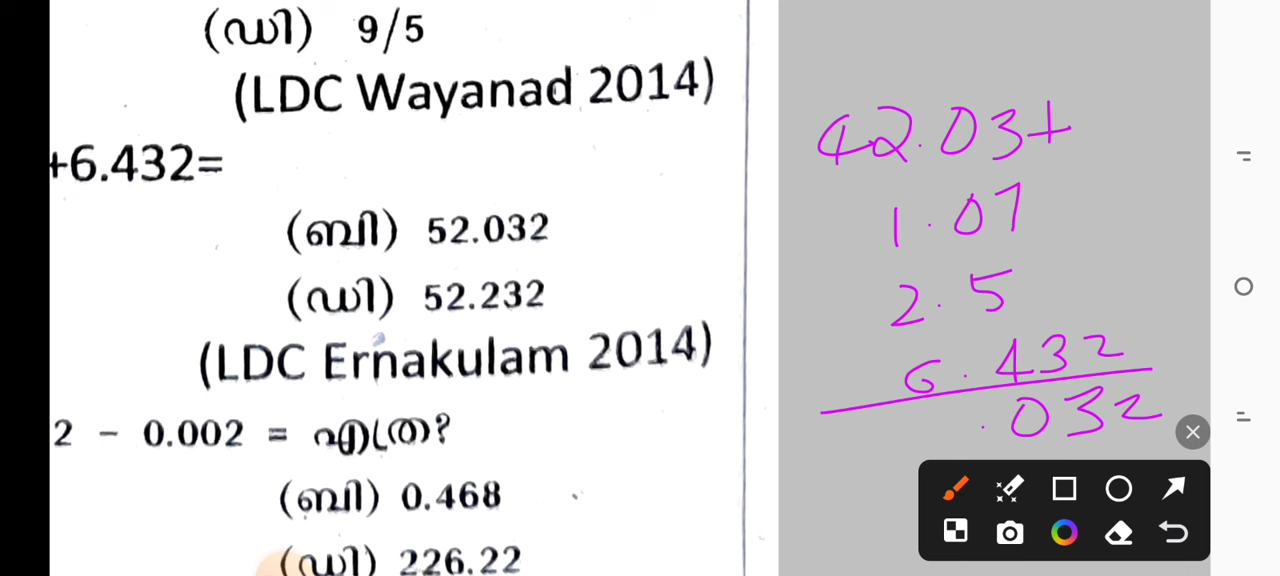 (ഡി) 9/5
(LDC Wayanad 2014)
+6.432=
(ബി) 52.032
(ഡി) 52.232
(LDC Ernakulam 2014)
2 - 0.002 = എത്ര?
(ബി) 0.468
(ഡി) 226.22
42.03+
1.07
2.5
6.432
.032